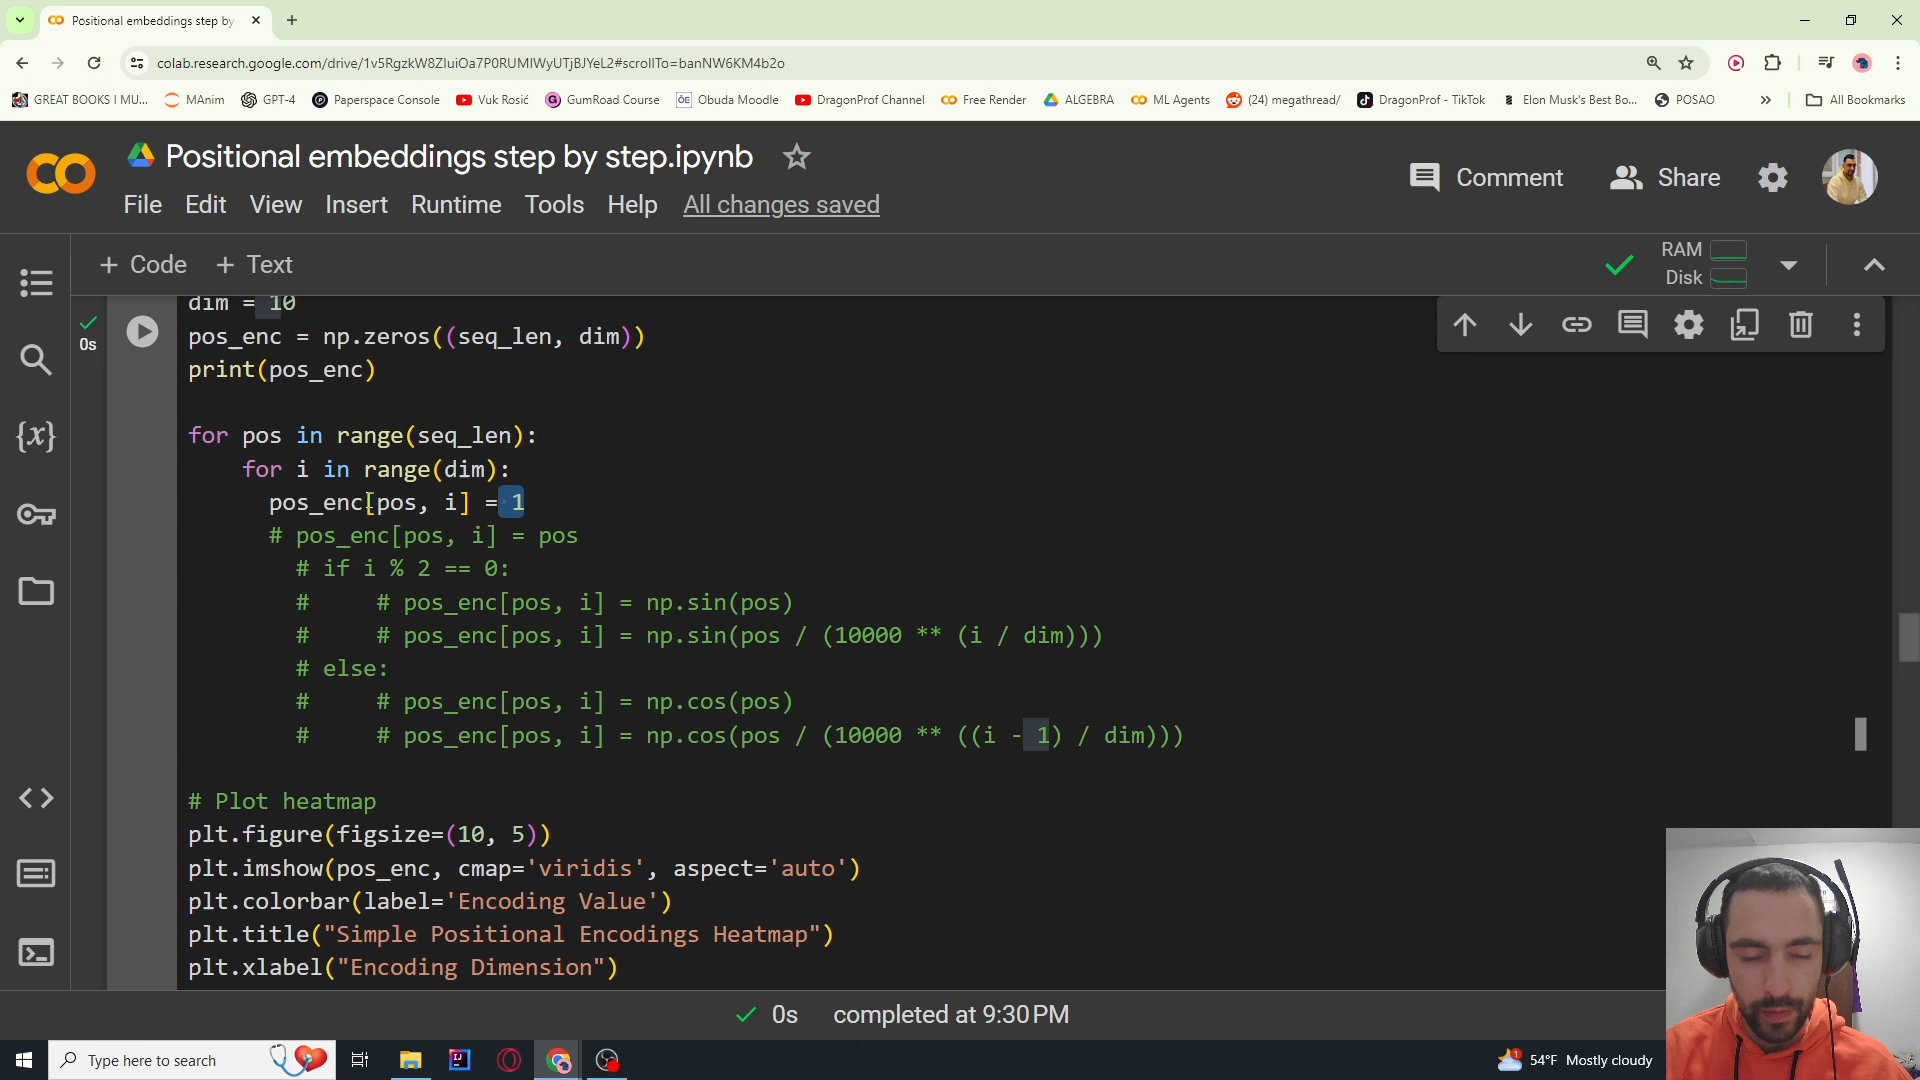 Positional embeddings step by
colab.research.google.com/drive/1v5RgzkW8ZIuiOa7P0RUMIWyUTjBJYeL2#scrollTo=banNW6KM4b2o
GREAT BOOKS I MU... MAnim GPT-4 Paperspace Console Vuk Rosić GumRoad Course Obuda Moodle DragonProf Channel Free Render ALGEBRA ML Agents (24) megathread/ DragonProf - TikTok Elon Musk's Best Bo... POSAO » All Bookmarks
Positional embeddings step by step.ipynb
Comment Share
File Edit View Insert Runtime Tools Help All changes saved
+ Code + Text
RAM
Disk
0s
dim = 10
pos_enc = np.zeros((seq_len, dim))
print(pos_enc)
for pos in range(seq_len):
for i in range(dim):
pos_enc[pos, i] = 1
# pos_enc[pos, i] = pos
# if i % 2 == 0:
# # pos_enc[pos, i] = np.sin(pos)
# # pos_enc[pos, i] = np.sin(pos / (10000 ** (i / dim)))
# else:
# # pos_enc[pos, i] = np.cos(pos)
# # pos_enc[pos, i] = np.cos(pos / (10000 ** ((i - 1) / dim)))
# Plot heatmap
plt.figure(figsize=(10, 5))
plt.imshow(pos_enc, cmap='viridis', aspect='auto')
plt.colorbar(label='Encoding Value')
plt.title("Simple Positional Encodings Heatmap")
plt.xlabel("Encoding Dimension")
0s completed at 9:30 PM
Type here to search
54°F Mostly cloudy